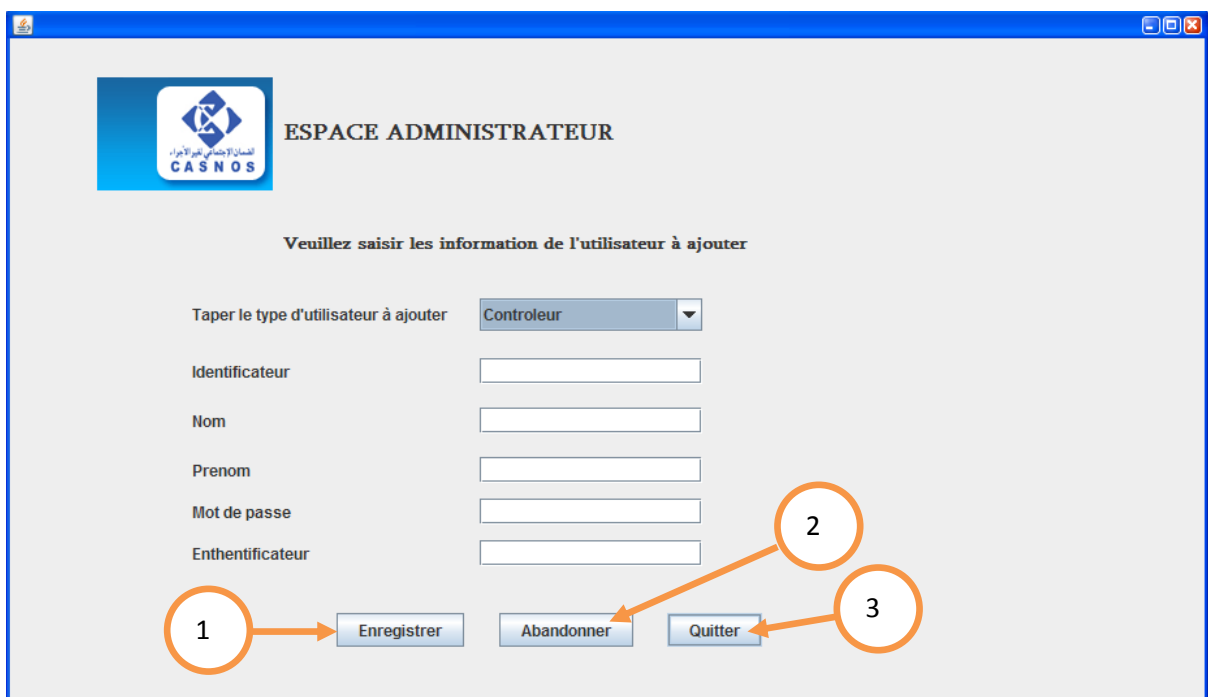 الضمان الإجتماعي لغير الأجراء
CASNOS
ESPACE ADMINISTRATEUR
Veuillez saisir les information de l'utilisateur à ajouter
Taper le type d'utilisateur à ajouter Controleur
Identificateur
Nom
Prenom
Mot de passe
Enthentificateur
2
3
1
Enregistrer Abandonner Quitter